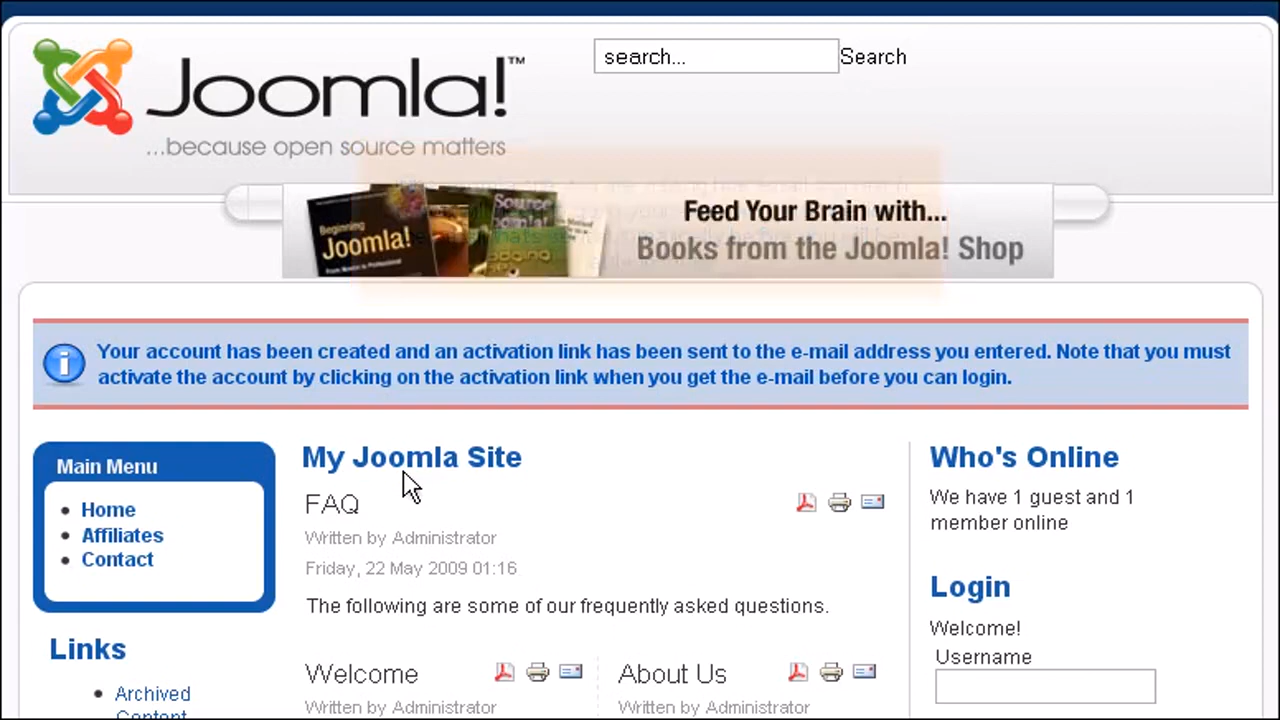 search... Search
Joomla!™
...because open source matters
Beginning
Joomla!
Feed Your Brain with...
Books from the Joomla! Shop
Your account has been created and an activation link has been sent to the e-mail address you entered. Note that you must
activate the account by clicking on the activation link when you get the e-mail before you can login.
Main Menu
Home
Affiliates
Contact
Links
Archived
Content
My Joomla Site
FAQ
Written by Administrator
Friday, 22 May 2009 01:16
The following are some of our frequently asked questions.
Welcome
Written by Administrator
About Us
Written by Administrator
Who's Online
We have 1 guest and 1
member online
Login
Welcome!
Username